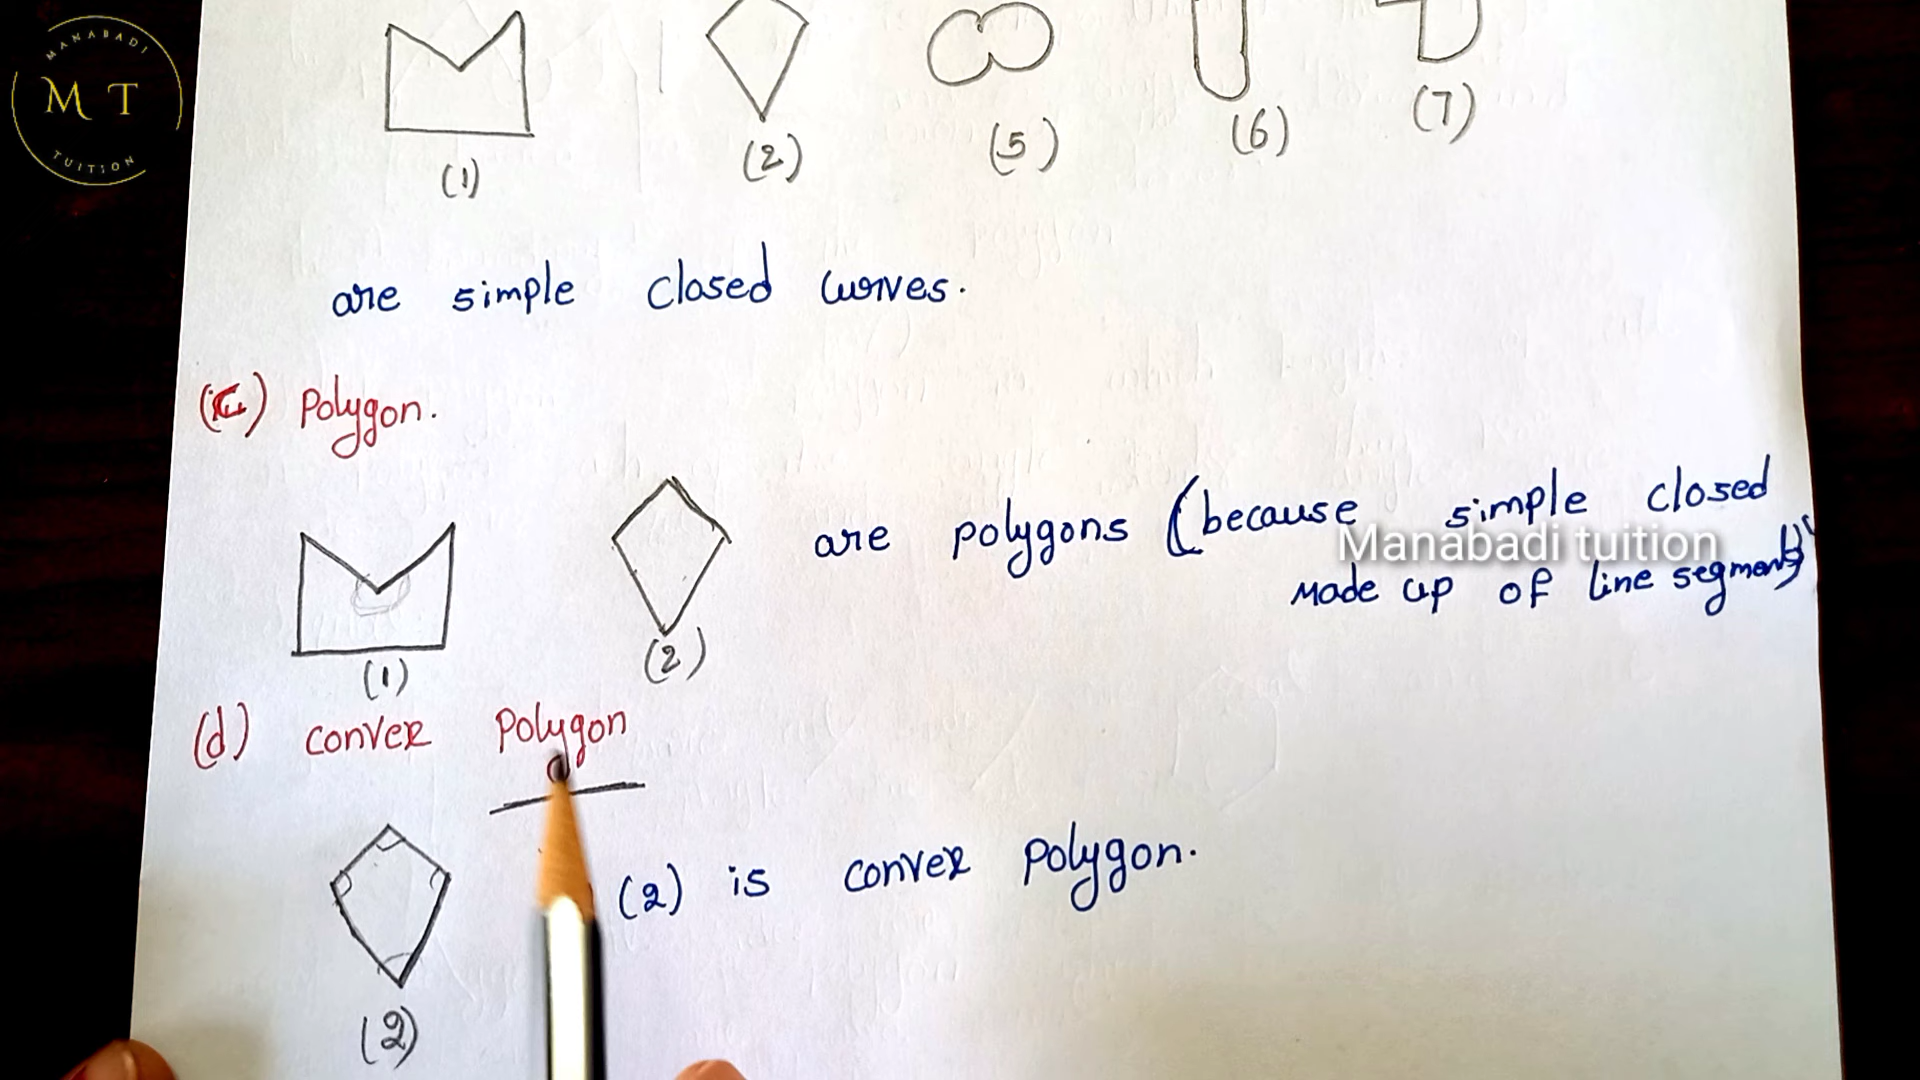 MANABADI
M T
TUITION
(1) (2) (5) (6) (7)
are simple closed curves.
(c) Polygon.
are polygons (because simple closed
Manabadi tuition
made up of line segments)
(1) (2)
(d) convex Polygon
(2) is convex Polygon.
(2)